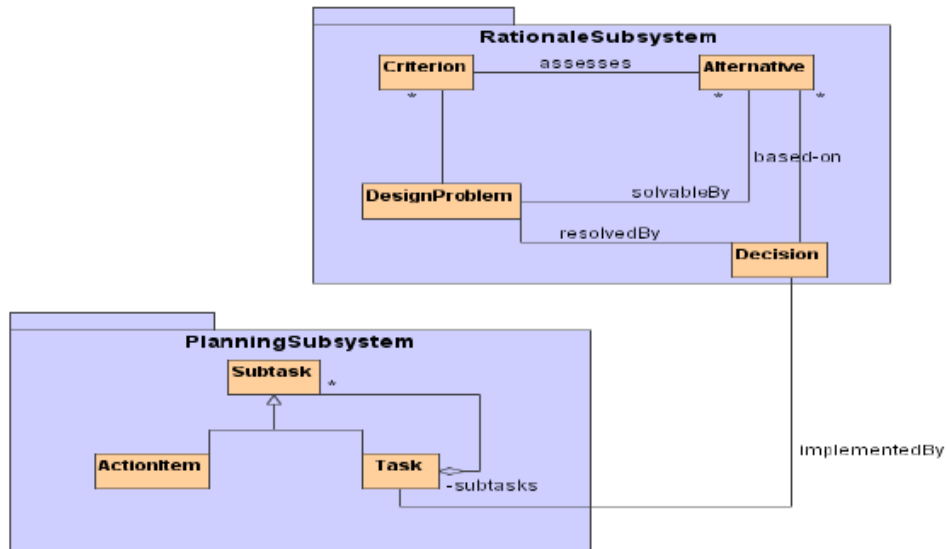 RationaleSubsystem
Criterion
assesses
Alternative
*
*
*
based-on
DesignProblem
solvableBy
resolvedBy
Decision
PlanningSubsystem
Subtask
*
implementedBy
ActionItem
Task
-subtasks